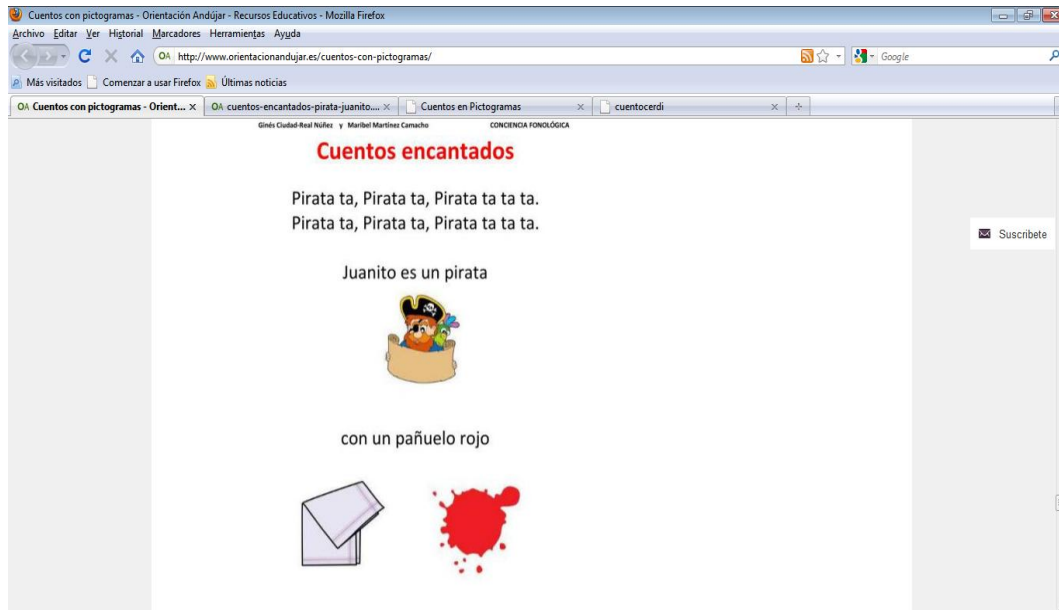 Cuentos con pictogramas - Orientación Andújar - Recursos Educativos - Mozilla Firefox
Archivo Editar Ver Historial Marcadores Herramientas Ayuda
OA http://www.orientacionandujar.es/cuentos-con-pictogramas/ Google
Más visitados Comenzar a usar Firefox Últimas noticias
OA Cuentos con pictogramas - Orient... OA cuentos-encantados-pirata-juanito.... Cuentos en Pictogramas cuentocerdi
Ginés Ciudad-Real Núñez y Maribel Martínez Camacho CONCIENCIA FONOLÓGICA
Cuentos encantados
Pirata ta, Pirata ta, Pirata ta ta ta.
Pirata ta, Pirata ta, Pirata ta ta ta.
Suscribete
Juanito es un pirata
con un pañuelo rojo